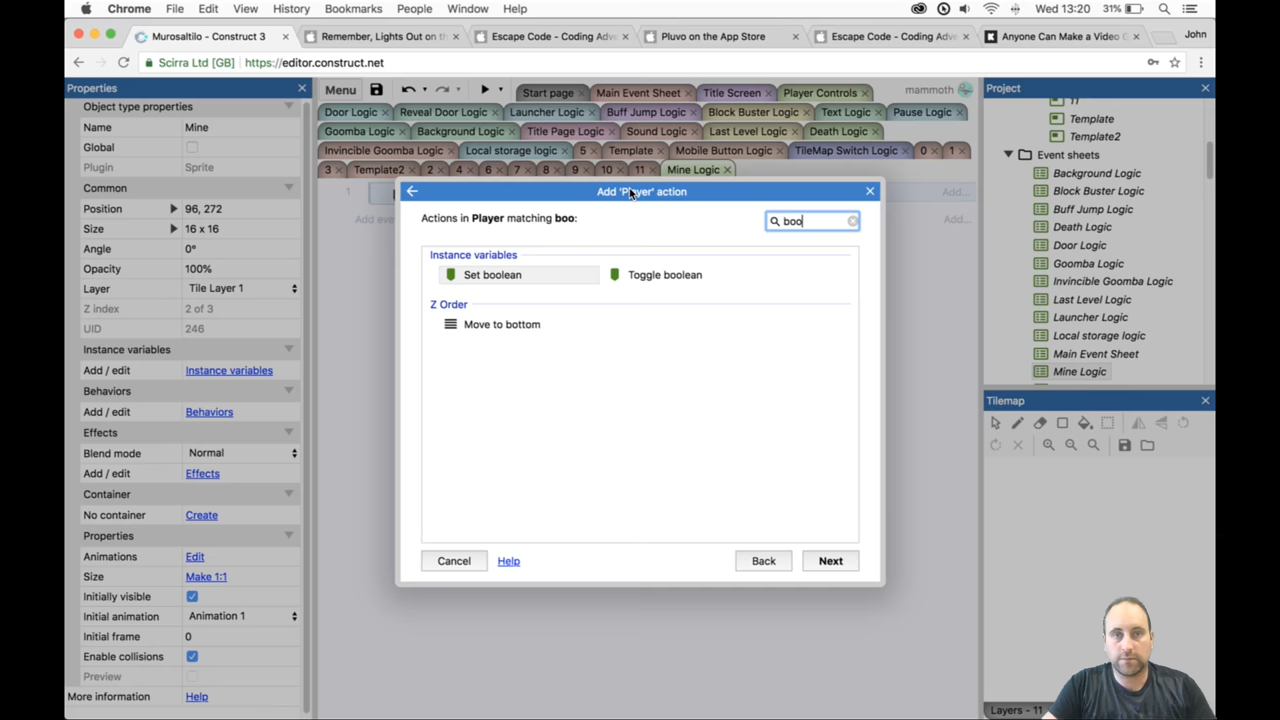 Chrome File Edit View History Bookmarks People Window Help Wed 13:20 31%
Murosaltilo - Construct 3 Remember, Lights Out on th Escape Code - Coding Adve Pluvo on the App Store Escape Code - Coding Adve Anyone Can Make a Video G John
Scirra Ltd [GB] https://editor.construct.net
Properties
Object type properties
Name Mine
Global
Plugin Sprite
Common
Position 96, 272
Size 16 x 16
Angle 0°
Opacity 100%
Layer Tile Layer 1
Z index 2 of 3
UID 246
Instance variables
Add / edit Instance variables
Behaviors
Add / edit Behaviors
Effects
Blend mode Normal
Add / edit Effects
Container
No container Create
Properties
Animations Edit
Size Make 1:1
Initially visible
Initial animation Animation 1
Initial frame 0
Enable collisions
Preview
More information Help
Menu Start page Main Event Sheet Title Screen Player Controls mammoth
Door Logic Reveal Door Logic Launcher Logic Buff Jump Logic Block Buster Logic Text Logic Pause Logic
Goomba Logic Background Logic Title Page Logic Sound Logic Last Level Logic Death Logic
Invincible Goomba Logic Local storage logic 5 Template Mobile Button Logic TileMap Switch Logic 0 1
3 Template2 2 4 6 7 8 9 10 11 Mine Logic
1 Add...
Add eve Add...
Add 'Player' action
Actions in Player matching boo: boo
Instance variables
Set boolean Toggle boolean
Z Order
Move to bottom
Cancel Help Back Next
Project
11
Template
Template2
Event sheets
Background Logic
Block Buster Logic
Buff Jump Logic
Death Logic
Door Logic
Goomba Logic
Invincible Goomba Logic
Last Level Logic
Launcher Logic
Local storage logic
Main Event Sheet
Mine Logic
Tilemap
Layers - 11